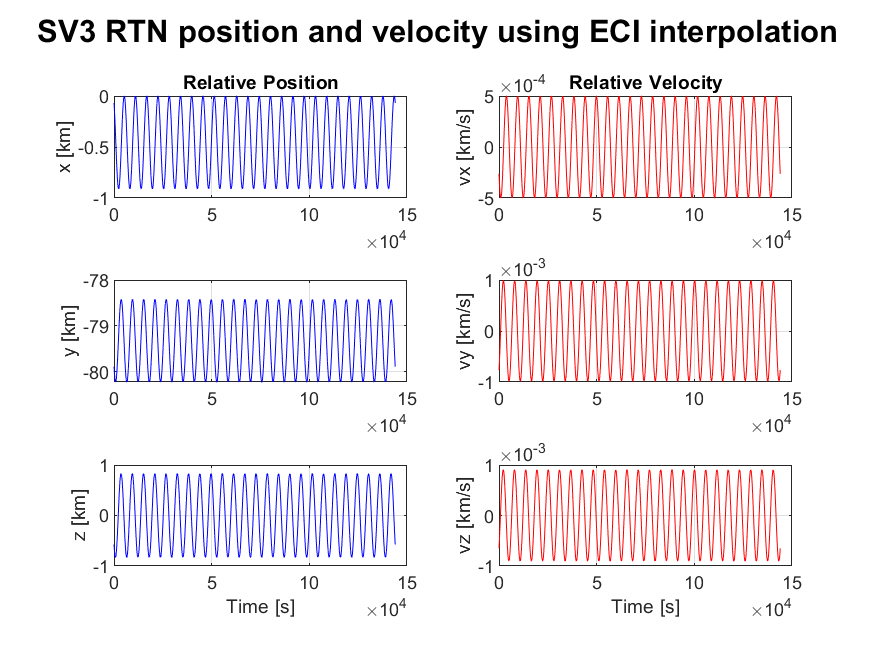 SV3 RTN position and velocity using ECI interpolation
Relative Position
0
-0.5
-1
x [km]
0 5 10 15
×10^4
Relative Velocity
×10^-4
5
0
-5
vx [km/s]
0 5 10 15
×10^4
-78
-79
-80
y [km]
0 5 10 15
×10^4
×10^-3
1
0
-1
vy [km/s]
0 5 10 15
×10^4
1
0
-1
z [km]
0 5 10 15
Time [s]
×10^4
×10^-3
1
0
-1
vz [km/s]
0 5 10 15
Time [s]
×10^4